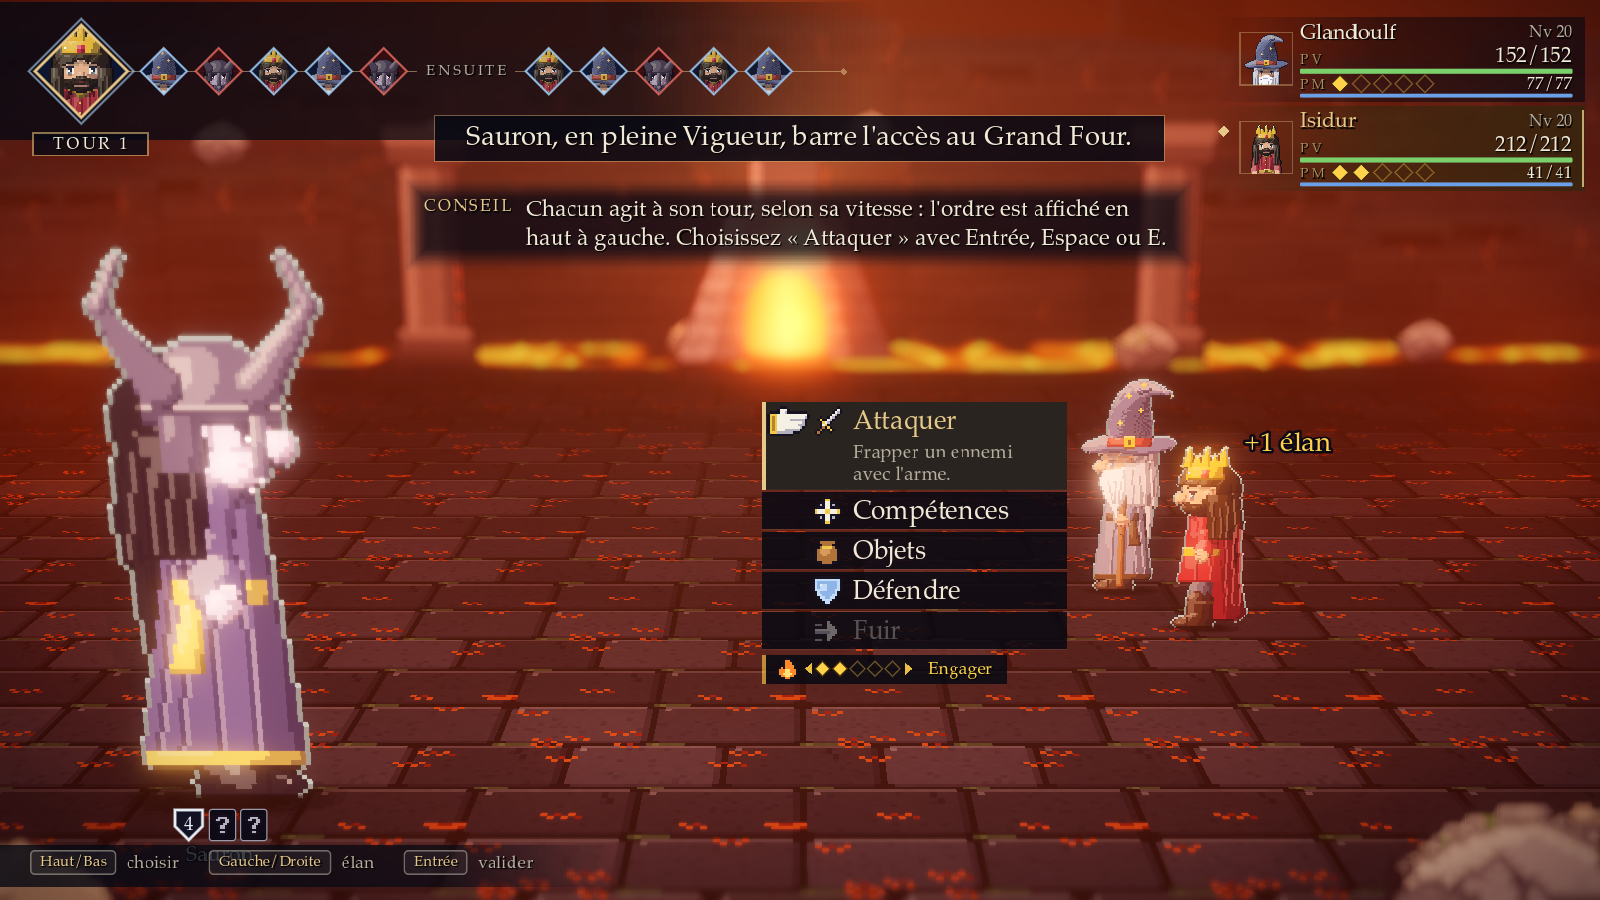 ENSUITE
TOUR 1
Glandoulf
Nv 20
PV
152/152
PM
77/77
Isidur
Nv 20
PV
212/212
PM
41/41
Sauron, en pleine Vigueur, barre l'accès au Grand Four.
CONSEIL
Chacun agit à son tour, selon sa vitesse : l'ordre est affiché en
haut à gauche. Choisissez « Attaquer » avec Entrée, Espace ou E.
Attaquer
Frapper un ennemi
avec l'arme.
Compétences
Objets
Défendre
Fuir
Engager
+1 élan
4
?
?
Sauron
Haut/Bas
choisir
Gauche/Droite
élan
Entrée
valider